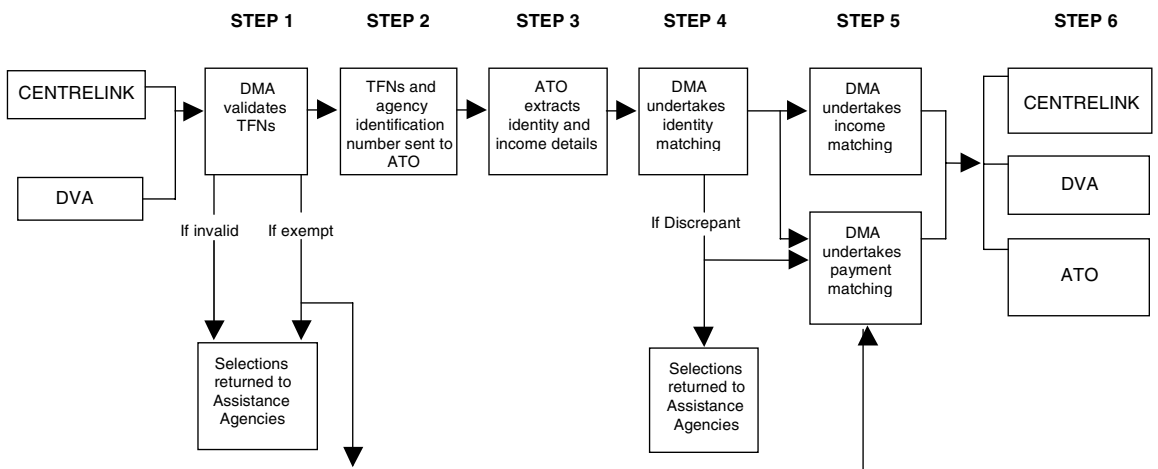 STEP 1
STEP 2
STEP 3
STEP 4
STEP 5
STEP 6
CENTRELINK
DVA
DMA
validates
TFNs
TFNs and
agency
identification
number sent to
ATO
ATO
extracts
identity and
income details
DMA
undertakes
identity
matching
DMA
undertakes
income
matching
CENTRELINK
DVA
ATO
If invalid
If exempt
If Discrepant
DMA
undertakes
payment
matching
Selections
returned to
Assistance
Agencies
Selections
returned to
Assistance
Agencies